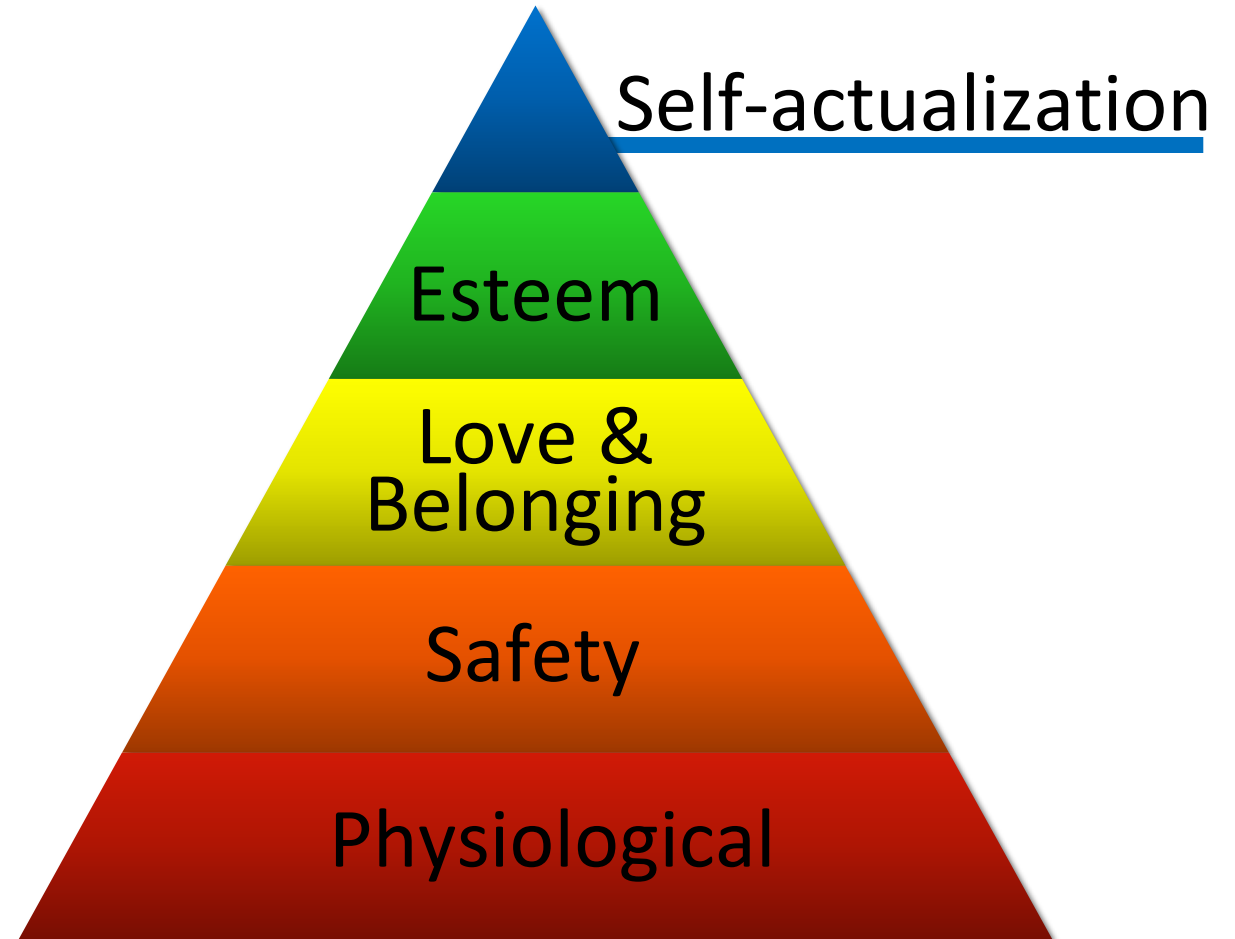 Self-actualization
Esteem
Love &
Belonging
Safety
Physiological